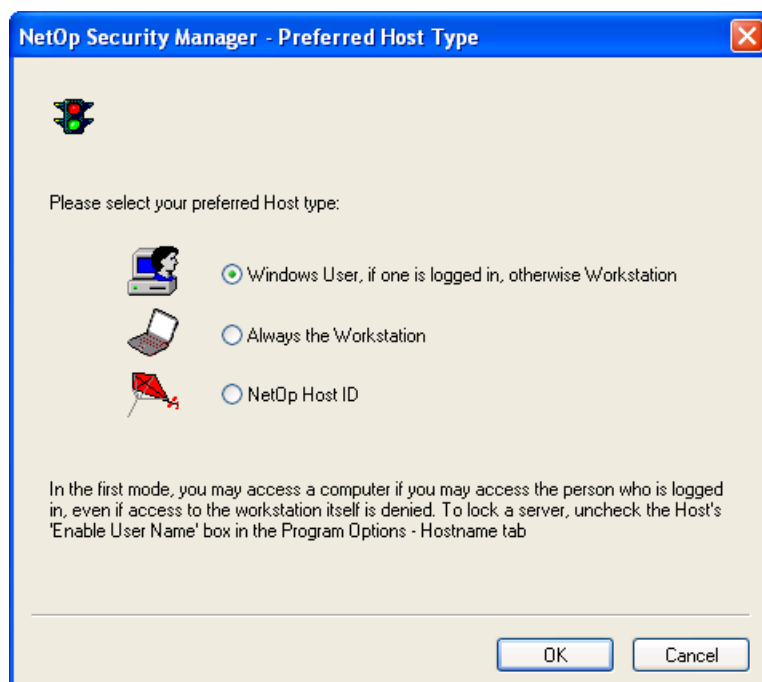 NetOp Security Manager - Preferred Host Type
Please select your preferred Host type:
Windows User, if one is logged in, otherwise Workstation
Always the Workstation
NetOp Host ID
In the first mode, you may access a computer if you may access the person who is logged
in, even if access to the workstation itself is denied. To lock a server, uncheck the Host's
'Enable User Name' box in the Program Options - Hostname tab
OK
Cancel